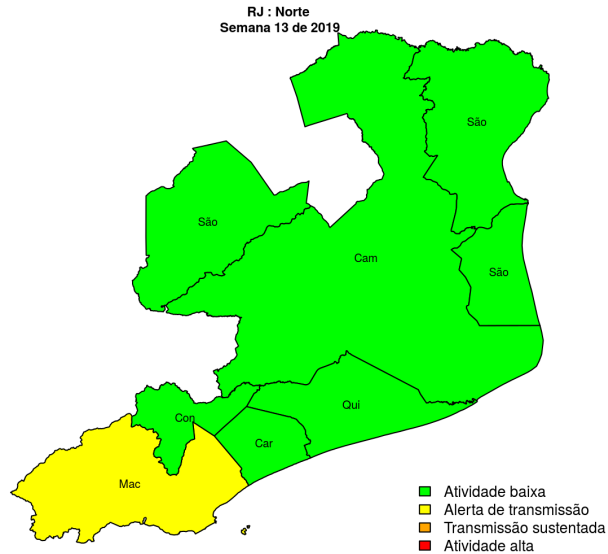 RJ : Norte
Semana 13 de 2019
São
São
Cam
São
Qui
Con
Car
Mac
Atividade baixa
Alerta de transmissão
Transmissão sustentada
Atividade alta